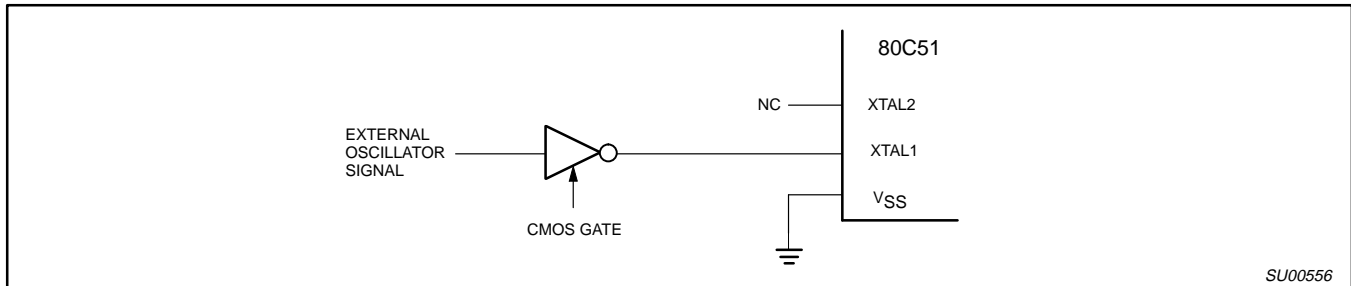 80C51
NC
XTAL2
EXTERNAL
OSCILLATOR
SIGNAL
XTAL1
VSS
CMOS GATE
SU00556